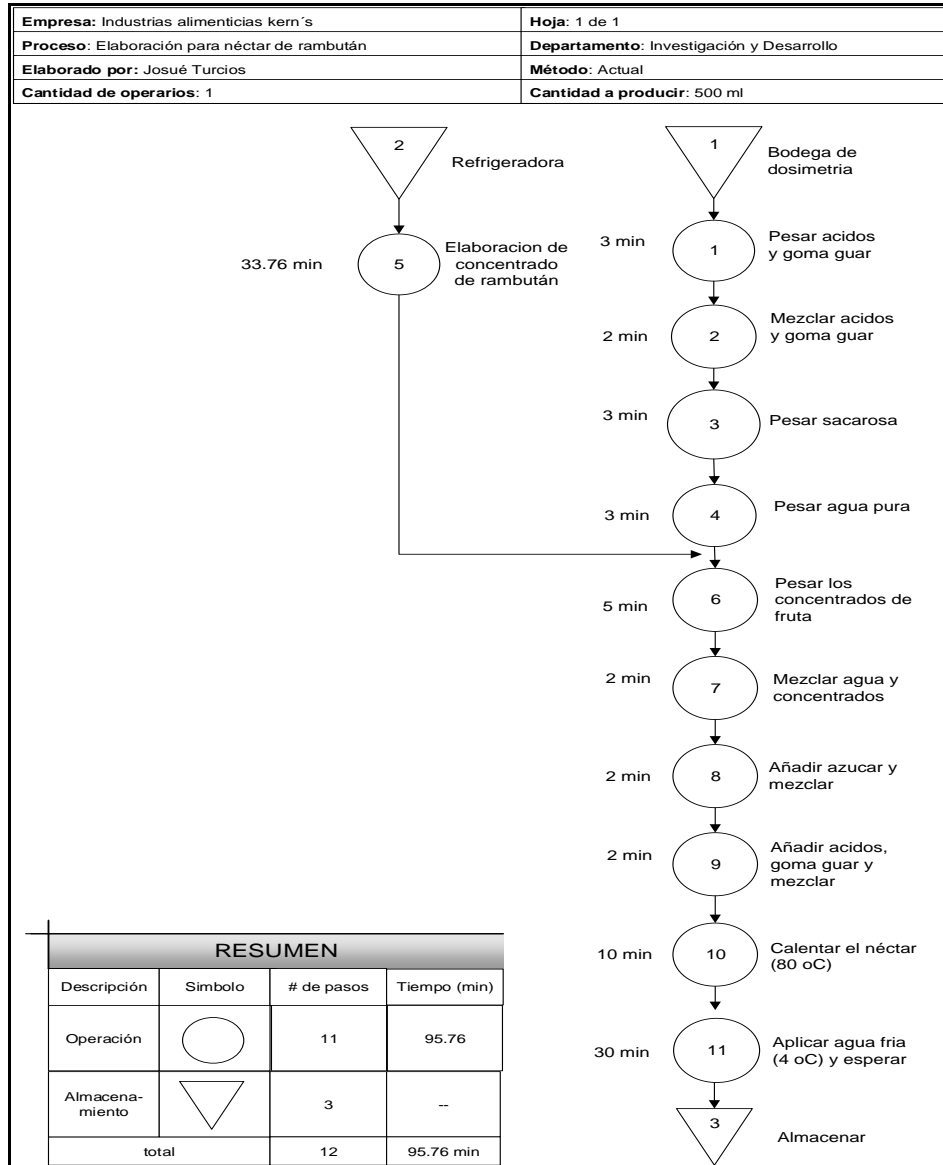 Empresa: Industrias alimenticias kern´s
Hoja: 1 de 1
Proceso: Elaboración para néctar de rambután
Departamento: Investigación y Desarrollo
Elaborado por: Josué Turcios
Método: Actual
Cantidad de operarios: 1
Cantidad a producir: 500 ml
2
Refrigeradora
1
Bodega de
dosimetria
33.76 min
5
Elaboracion de
concentrado
de rambután
3 min
1
Pesar acidos
y goma guar
2 min
2
Mezclar acidos
y goma guar
3 min
3
Pesar sacarosa
3 min
4
Pesar agua pura
5 min
6
Pesar los
concentrados de
fruta
2 min
7
Mezclar agua y
concentrados
2 min
8
Añadir azucar y
mezclar
2 min
9
Añadir acidos,
goma guar y
mezclar
10 min
10
Calentar el néctar
(80 oC)
30 min
11
Aplicar agua fria
(4 oC) y esperar
3
Almacenar
RESUMEN
Descripción Simbolo # de pasos Tiempo (min)
Operación 11 95.76
Almacena-
miento
3 --
total 12 95.76 min